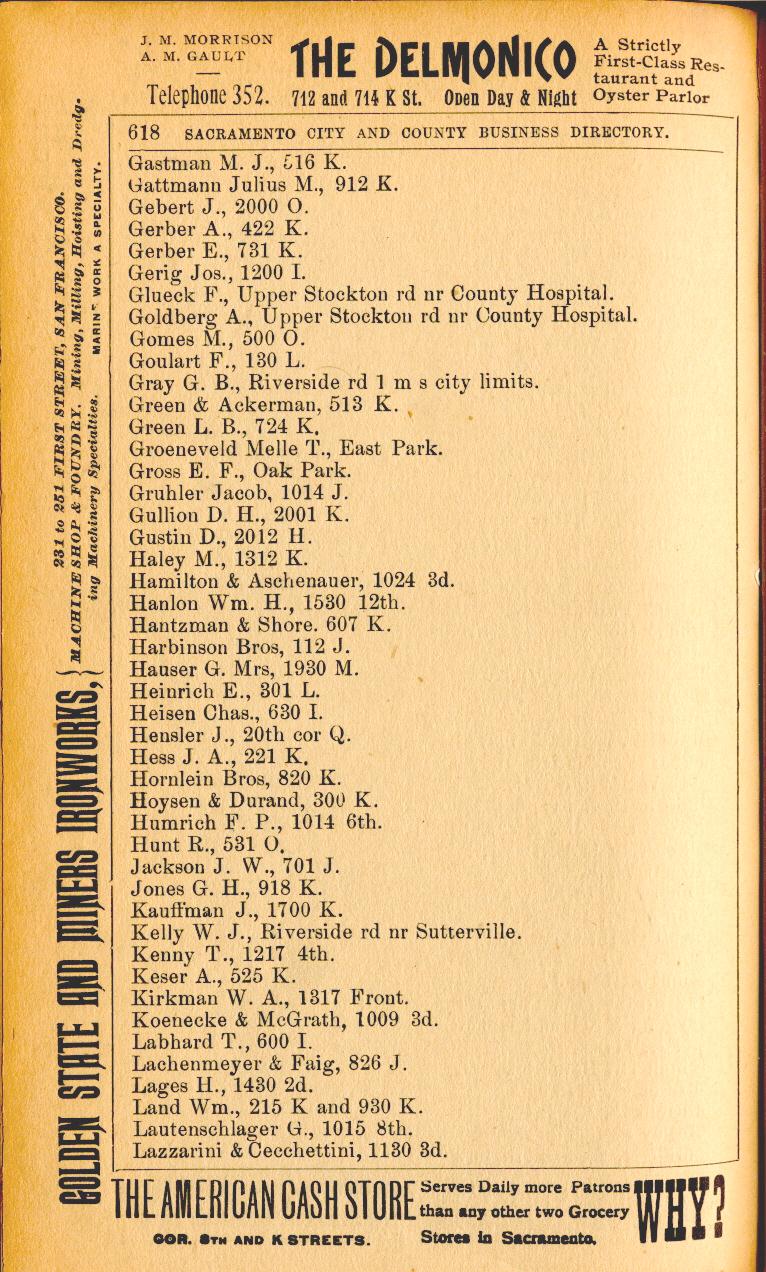 J. M. MORRISON
A. M. GAULT
Telephone 352.
THE DELMONICO
712 and 714 K St. Open Day & Night
A Strictly
First-Class Res-
taurant and
Oyster Parlor
618 SACRAMENTO CITY AND COUNTY BUSINESS DIRECTORY.
Gastman M. J., 516 K.
Gattmann Julius M., 912 K.
Gebert J., 2000 O.
Gerber A., 422 K.
Gerber E., 731 K.
Gerig Jos., 1200 I.
Glueck F., Upper Stockton rd nr County Hospital.
Goldberg A., Upper Stockton rd nr County Hospital.
Gomes M., 500 O.
Goulart F., 130 L.
Gray G. B., Riverside rd 1 m s city limits.
Green & Ackerman, 513 K.
Green L. B., 724 K.
Groeneveld Melle T., East Park.
Gross E. F., Oak Park.
Gruhler Jacob, 1014 J.
Gullion D. H., 2001 K.
Gustin D., 2012 H.
Haley M., 1312 K.
Hamilton & Aschenauer, 1024 3d.
Hanlon Wm. H., 1530 12th.
Hantzman & Shore. 607 K.
Harbinson Bros, 112 J.
Hauser G. Mrs, 1930 M.
Heinrich E., 301 L.
Heisen Chas., 630 I.
Hensler J., 20th cor Q.
Hess J. A., 221 K.
Hornlein Bros, 820 K.
Hoysen & Durand, 300 K.
Humrich F. P., 1014 6th.
Hunt R., 531 O.
Jackson J. W., 701 J.
Jones G. H., 918 K.
Kauffman J., 1700 K.
Kelly W. J., Riverside rd nr Sutterville.
Kenny T., 1217 4th.
Keser A., 525 K.
Kirkman W. A., 1317 Front.
Koenecke & McGrath, 1009 3d.
Labhard T., 600 I.
Lachenmeyer & Faig, 826 J.
Lages H., 1430 2d.
Land Wm., 215 K and 930 K.
Lautenschlager G., 1015 8th.
Lazzarini & Cecchettini, 1130 3d.
GOLDEN STATE AND MINERS IRONWORKS,
231 to 251 FIRST STREET, SAN FRANCISCO.
MACHINE SHOP & FOUNDRY. Mining, Milling, Hoisting and Dredg-
ing Machinery Specialties. MARINE WORK A SPECIALTY.
THE AMERICAN CASH STORE
COR. 8TH AND K STREETS.
Serves Daily more Patrons
than any other two Grocery
Stores in Sacramento.
WHY?